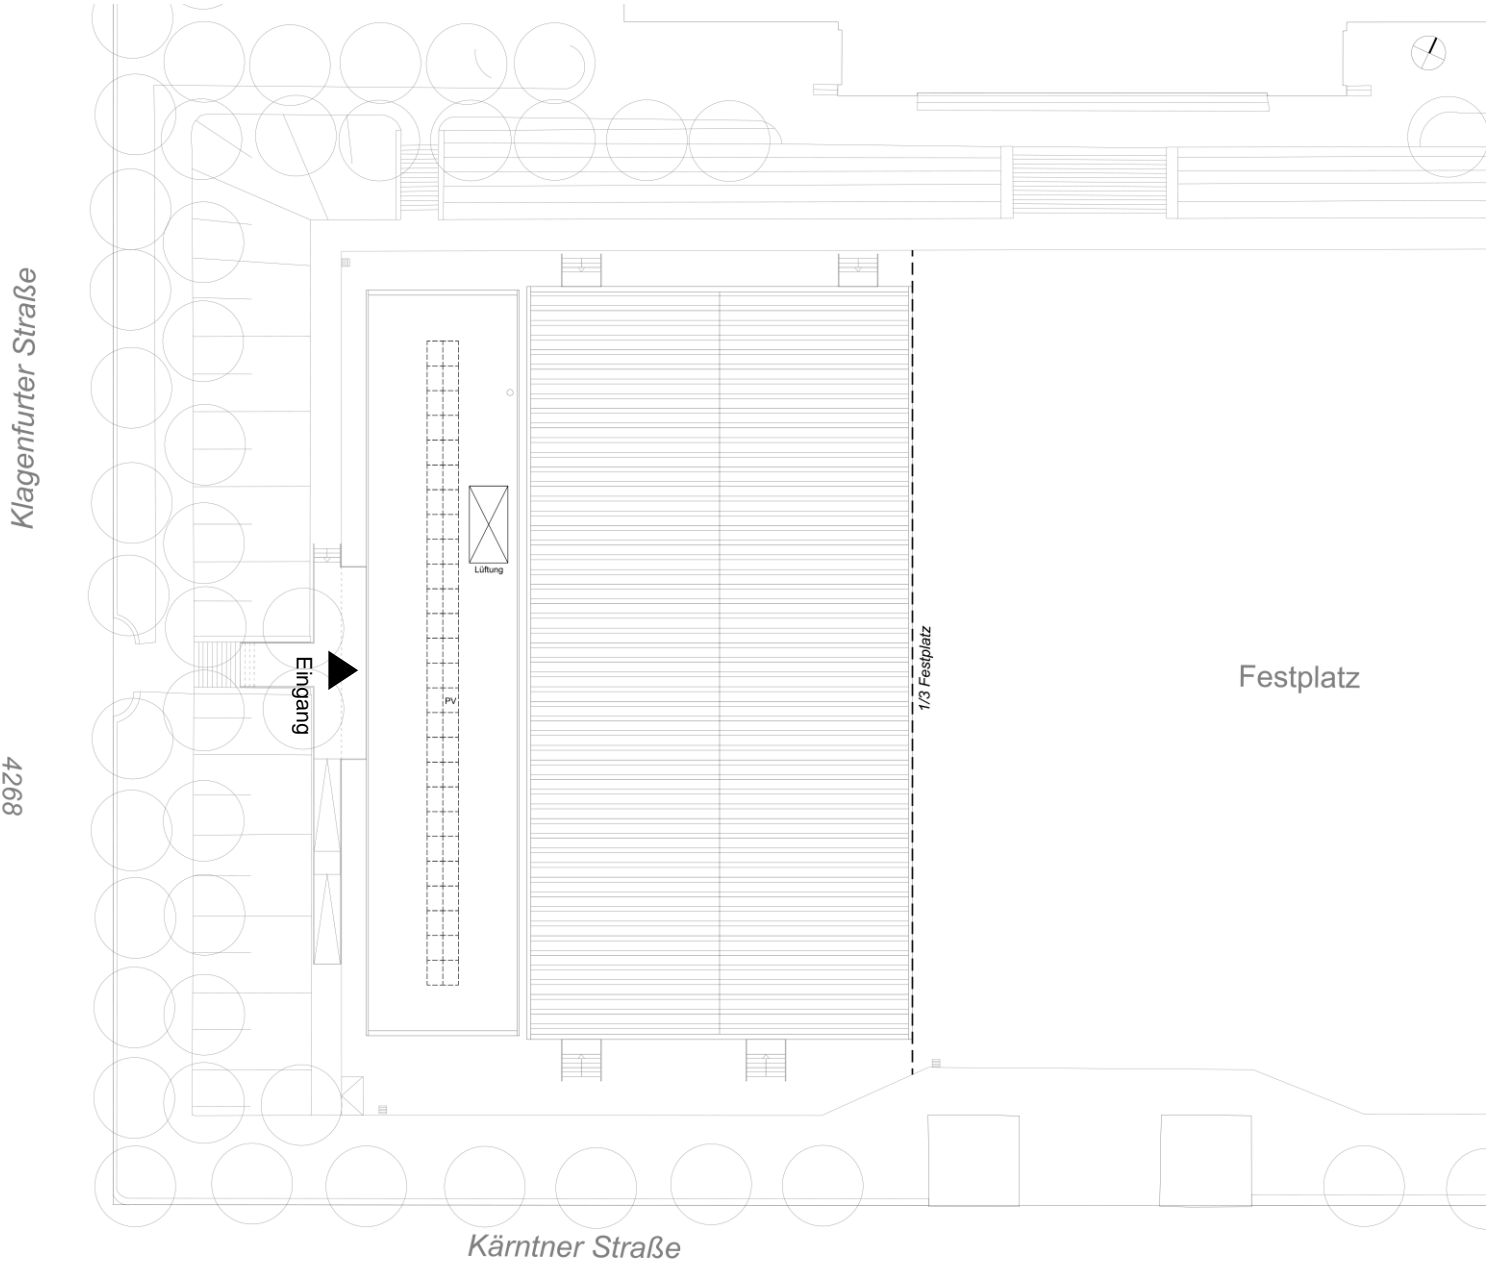 Klagenfurter Straße
4268
Eingang
Lüftung
PV
1/3 Festplatz
Festplatz
Kärntner Straße